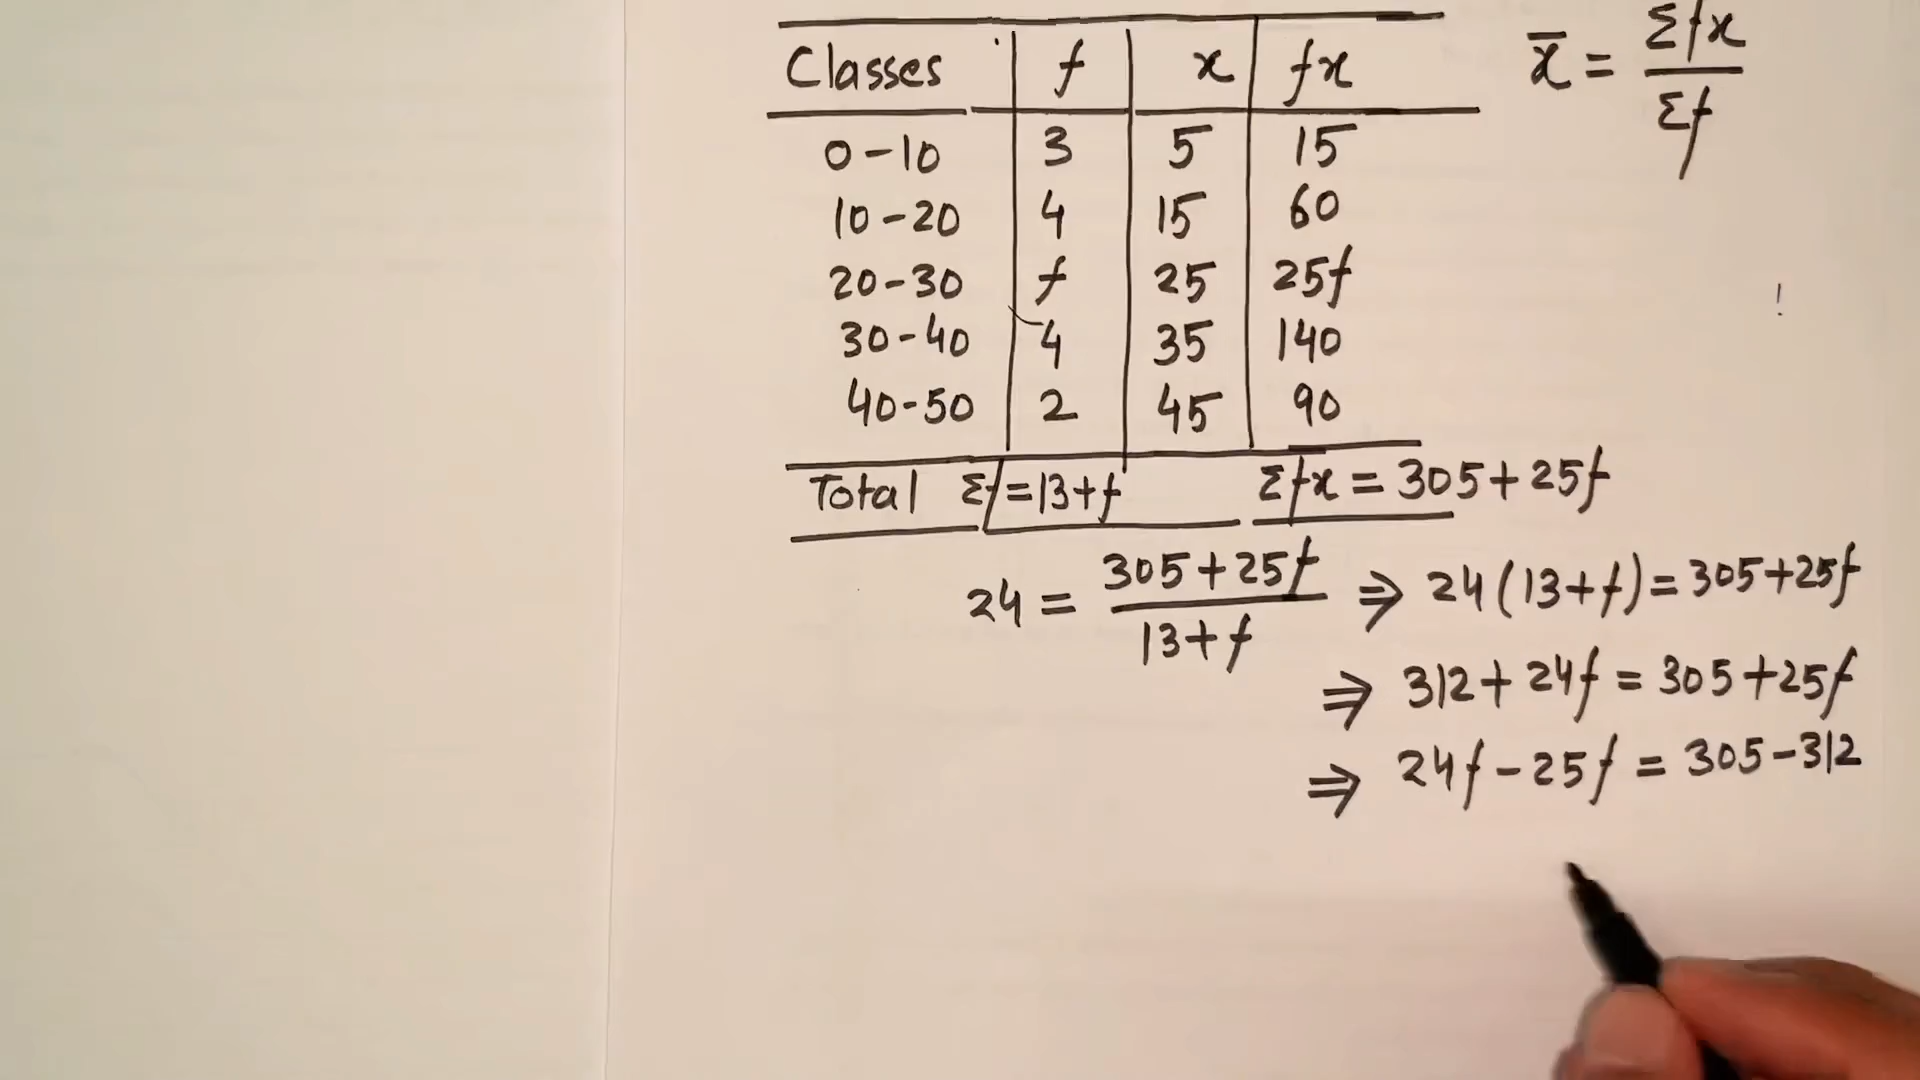 Classes f x fx x̄ = Σfx/Σf
0-10 3 5 15
10-20 4 15 60
20-30 f 25 25f
30-40 4 35 140
40-50 2 45 90
Total Σf=13+f Σfx = 305+25f
24 = 305+25f/13+f ⇒ 24(13+f)=305+25f
⇒ 312+24f=305+25f
⇒ 24f-25f=305-312